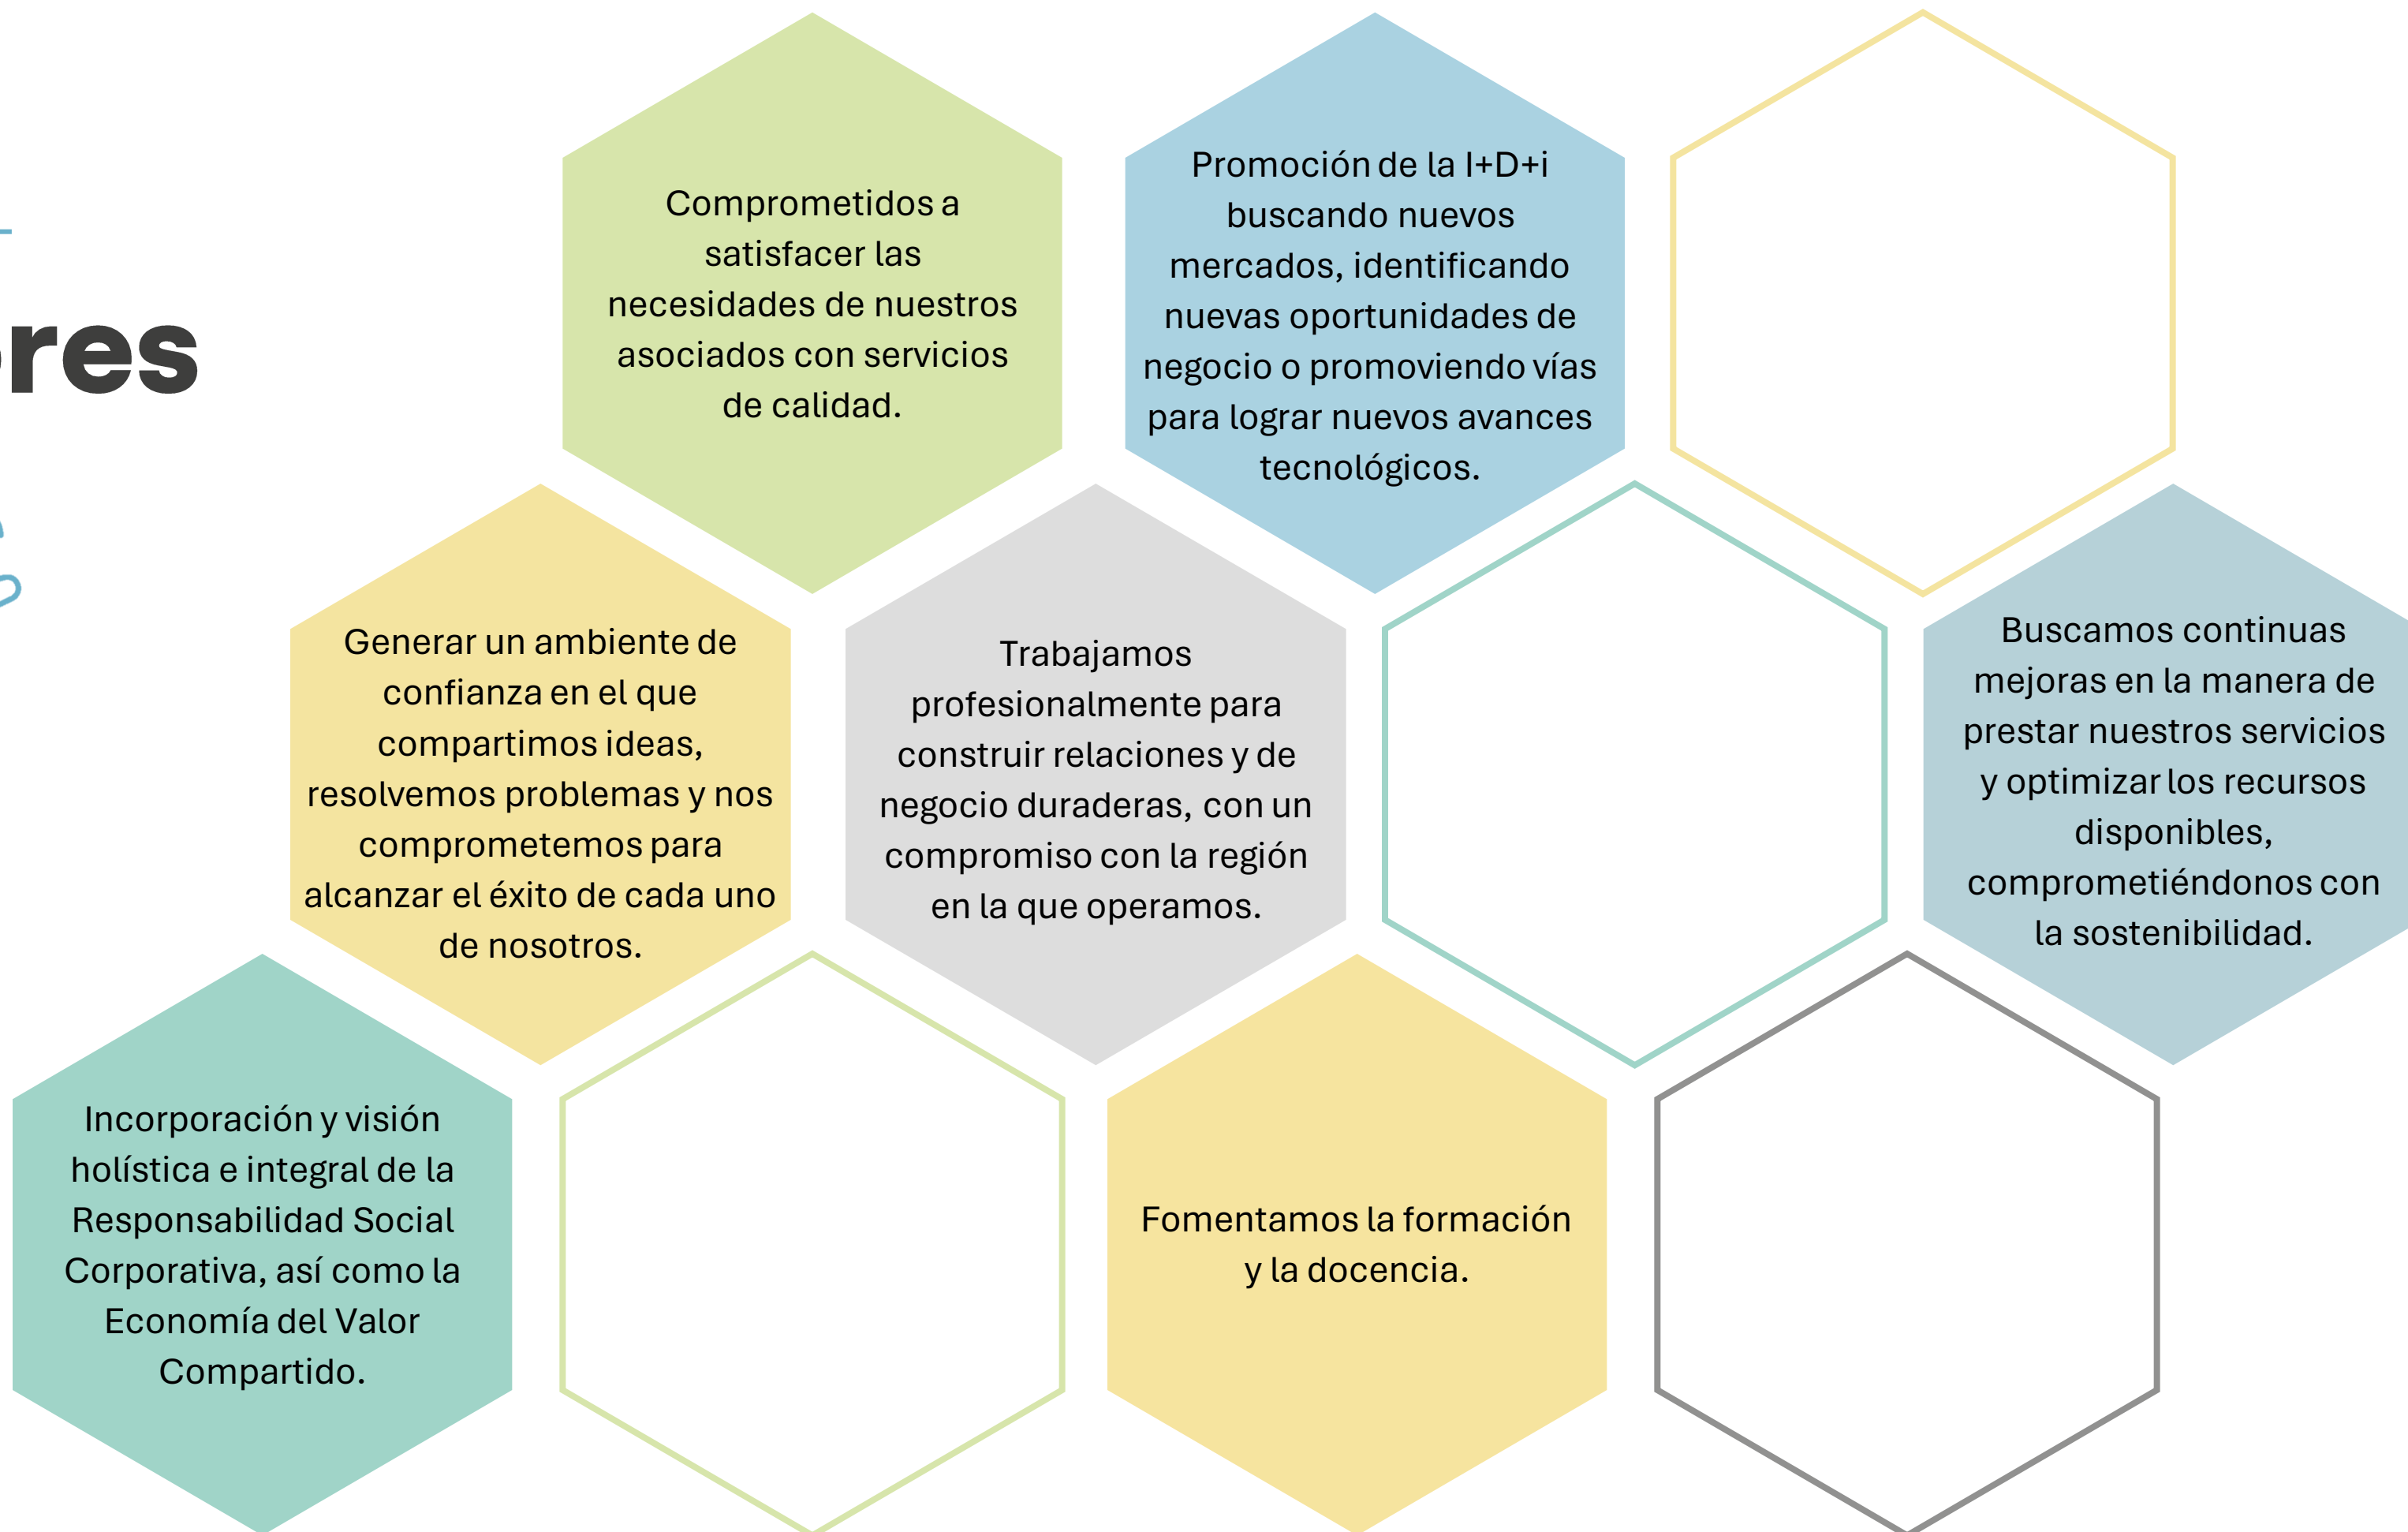 ores
Comprometidos a
satisfacer las
necesidades de nuestros
asociados con servicios
de calidad.
Promoción de la I+D+i
buscando nuevos
mercados, identificando
nuevas oportunidades de
negocio o promoviendo vías
para lograr nuevos avances
tecnológicos.
Generar un ambiente de
confianza en el que
compartimos ideas,
resolvemos problemas y nos
comprometemos para
alcanzar el éxito de cada uno
de nosotros.
Trabajamos
profesionalmente para
construir relaciones y de
negocio duraderas, con un
compromiso con la región
en la que operamos.
Buscamos continuas
mejoras en la manera de
prestar nuestros servicios
y optimizar los recursos
disponibles,
comprometiéndonos con
la sostenibilidad.
Incorporación y visión
holística e integral de la
Responsabilidad Social
Corporativa, así como la
Economía del Valor
Compartido.
Fomentamos la formación
y la docencia.